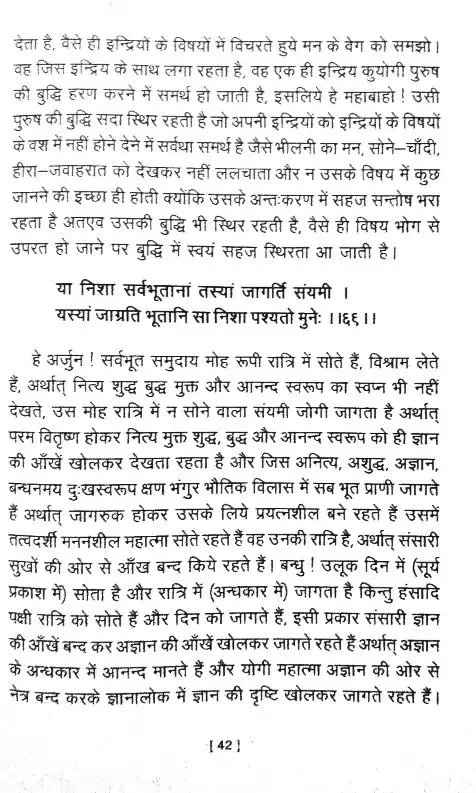 देता है, वैसे ही इन्द्रियों के विषयों में विचरते हुये मन के वेग को समझो।
वह जिस इन्द्रिय के साथ लगा रहता है, वह एक ही इन्द्रिय कुयोगी पुरुष
की बुद्धि हरण करने में समर्थ हो जाती है, इसलिये हे महाबाहो ! उसी
पुरुष की बुद्धि सदा स्थिर रहती है जो अपनी इन्द्रियों को इन्द्रियों के विषयों
के वश में नहीं होने देने में सर्वथा समर्थ है जैसे भीलनी का मन, सोने–चाँदी,
हीरा–जवाहरात को देखकर नहीं ललचाता और न उसके विषय में कुछ
जानने की इच्छा ही होती क्योंकि उसके अन्तःकरण में सहज सन्तोष भरा
रहता है अतएव उसकी बुद्धि भी स्थिर रहती है, वैसे ही विषय भोग से
उपरत हो जाने पर बुद्धि में स्वयं सहज स्थिरता आ जाती है।
या निशा सर्वभूतानां तस्यां जागर्ति संयमी ।
यस्यां जाग्रति भूतानि सा निशा पश्यतो मुनेः ।।६९।।
हे अर्जुन ! सर्वभूत समुदाय मोह रूपी रात्रि में सोते हैं, विश्राम लेते
हैं, अर्थात् नित्य शुद्ध बुद्ध मुक्त और आनन्द स्वरूप का स्वप्न भी नहीं
देखते, उस मोह रात्रि में न सोने वाला संयमी जोगी जागता है अर्थात्
परम वितृष्ण होकर नित्य मुक्त शुद्ध, बुद्ध और आनन्द स्वरूप को ही ज्ञान
की आँखें खोलकर देखता रहता है और जिस अनित्य, अशुद्ध, अज्ञान,
बन्धनमय दुःखस्वरूप क्षण भंगुर भौतिक विलास में सब भूत प्राणी जागते
हैं अर्थात् जागरुक होकर उसके लिये प्रयत्नशील बने रहते हैं उसमें
तत्वदर्शी मननशील महात्मा सोते रहते हैं वह उनकी रात्रि है, अर्थात् संसारी
सुखों की ओर से आँख बन्द किये रहते हैं। बन्धु ! उलूक दिन में (सूर्य
प्रकाश में) सोता है और रात्रि में (अन्धकार में) जागता है किन्तु हंसादि
पक्षी रात्रि को सोते हैं और दिन को जागते हैं, इसी प्रकार संसारी ज्ञान
की आँखें बन्द कर अज्ञान की आँखें खोलकर जागते रहते हैं अर्थात् अज्ञान
के अन्धकार में आनन्द मानते हैं और योगी महात्मा अज्ञान की ओर से
नेत्र बन्द करके ज्ञानालोक में ज्ञान की दृष्टि खोलकर जागते रहते हैं।
[ 42 ]